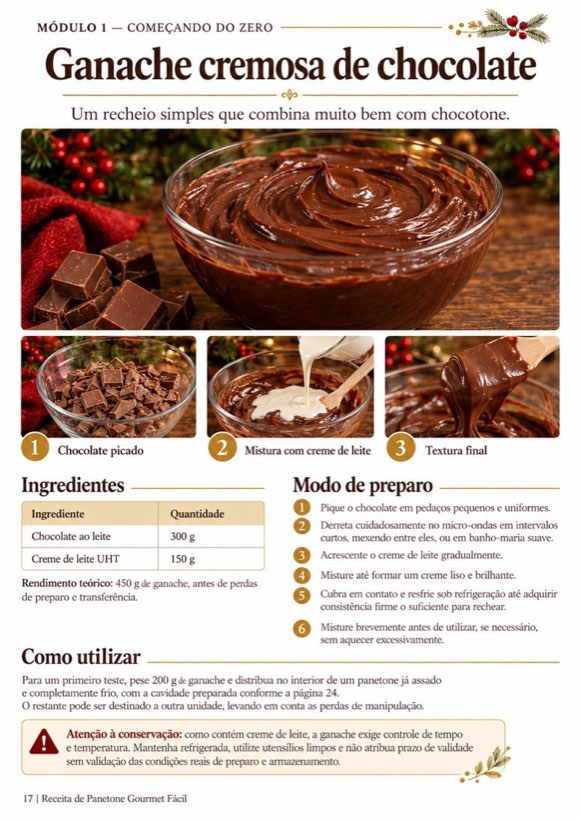 MÓDULO 1 — COMEÇANDO DO ZERO
Ganache cremosa de chocolate
Um recheio simples que combina muito bem com chocotone.
1 Chocolate picado
2 Mistura com creme de leite
3 Textura final
Ingredientes
Ingrediente Quantidade
Chocolate ao leite 300 g
Creme de leite UHT 150 g
Rendimento teórico: 450 g de ganache, antes de perdas
de preparo e transferência.
Modo de preparo
1 Pique o chocolate em pedaços pequenos e uniformes.
2 Derreta cuidadosamente no micro-ondas em intervalos
curtos, mexendo entre eles, ou em banho-maria suave.
3 Acrescente o creme de leite gradualmente.
4 Misture até formar um creme liso e brilhante.
5 Cubra em contato e resfrie sob refrigeração até adquirir
consistência firme o suficiente para rechear.
6 Misture brevemente antes de utilizar, se necessário,
sem aquecer excessivamente.
Como utilizar
Para um primeiro teste, pese 200 g de ganache e distribua no interior de um panetone já assado
e completamente frio, com a cavidade preparada conforme a página 24.
O restante pode ser destinado a outra unidade, levando em conta as perdas de manipulação.
Atenção à conservação: como contém creme de leite, a ganache exige controle de tempo
e temperatura. Mantenha refrigerada, utilize utensílios limpos e não atribua prazo de validade
sem validação das condições reais de preparo e armazenamento.
17 | Receita de Panetone Gourmet Fácil